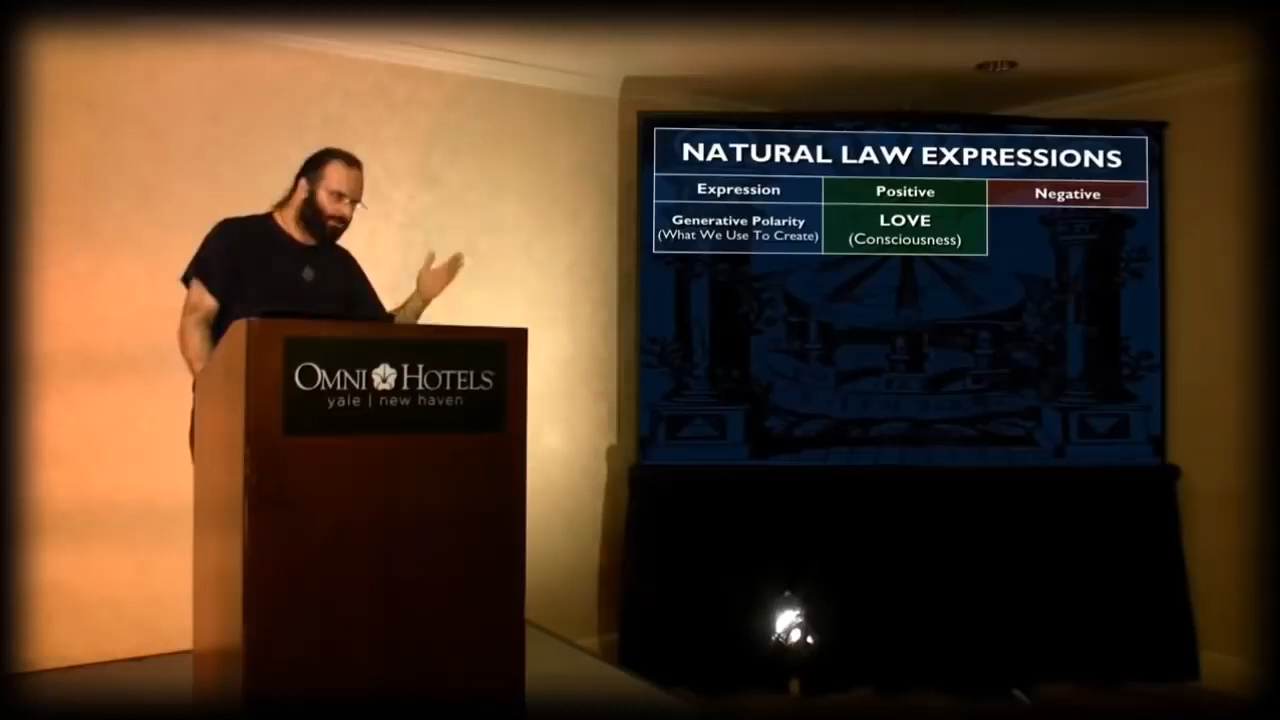 NATURAL LAW EXPRESSIONS
Expression Positive Negative
Generative Polarity
(What We Use To Create)
LOVE
(Consciousness)
OMNI HOTELS
yale | new haven